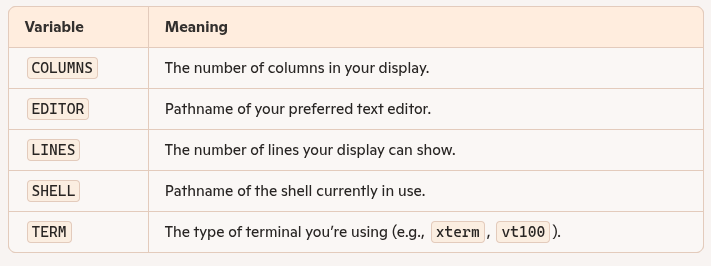 Variable Meaning
COLUMNS The number of columns in your display.
EDITOR Pathname of your preferred text editor.
LINES The number of lines your display can show.
SHELL Pathname of the shell currently in use.
TERM The type of terminal you’re using (e.g., xterm, vt100).